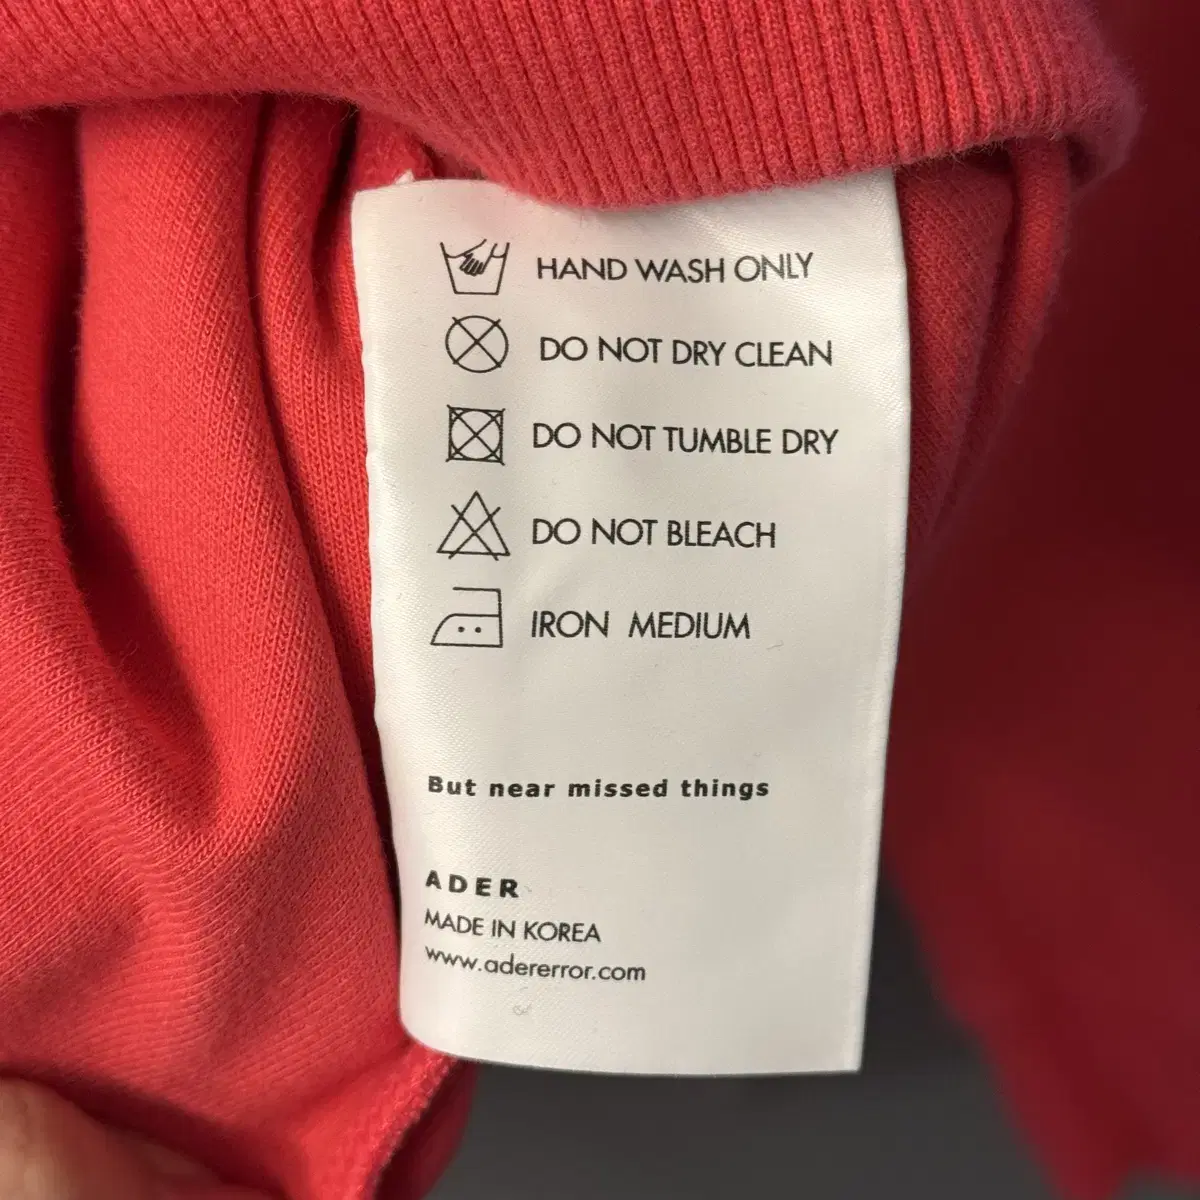 HAND WASH ONLY
DO NOT DRY CLEAN
DO NOT TUMBLE DRY
DO NOT BLEACH
IRON MEDIUM
But near missed things
ADER
MADE IN KOREA
www.adererror.com